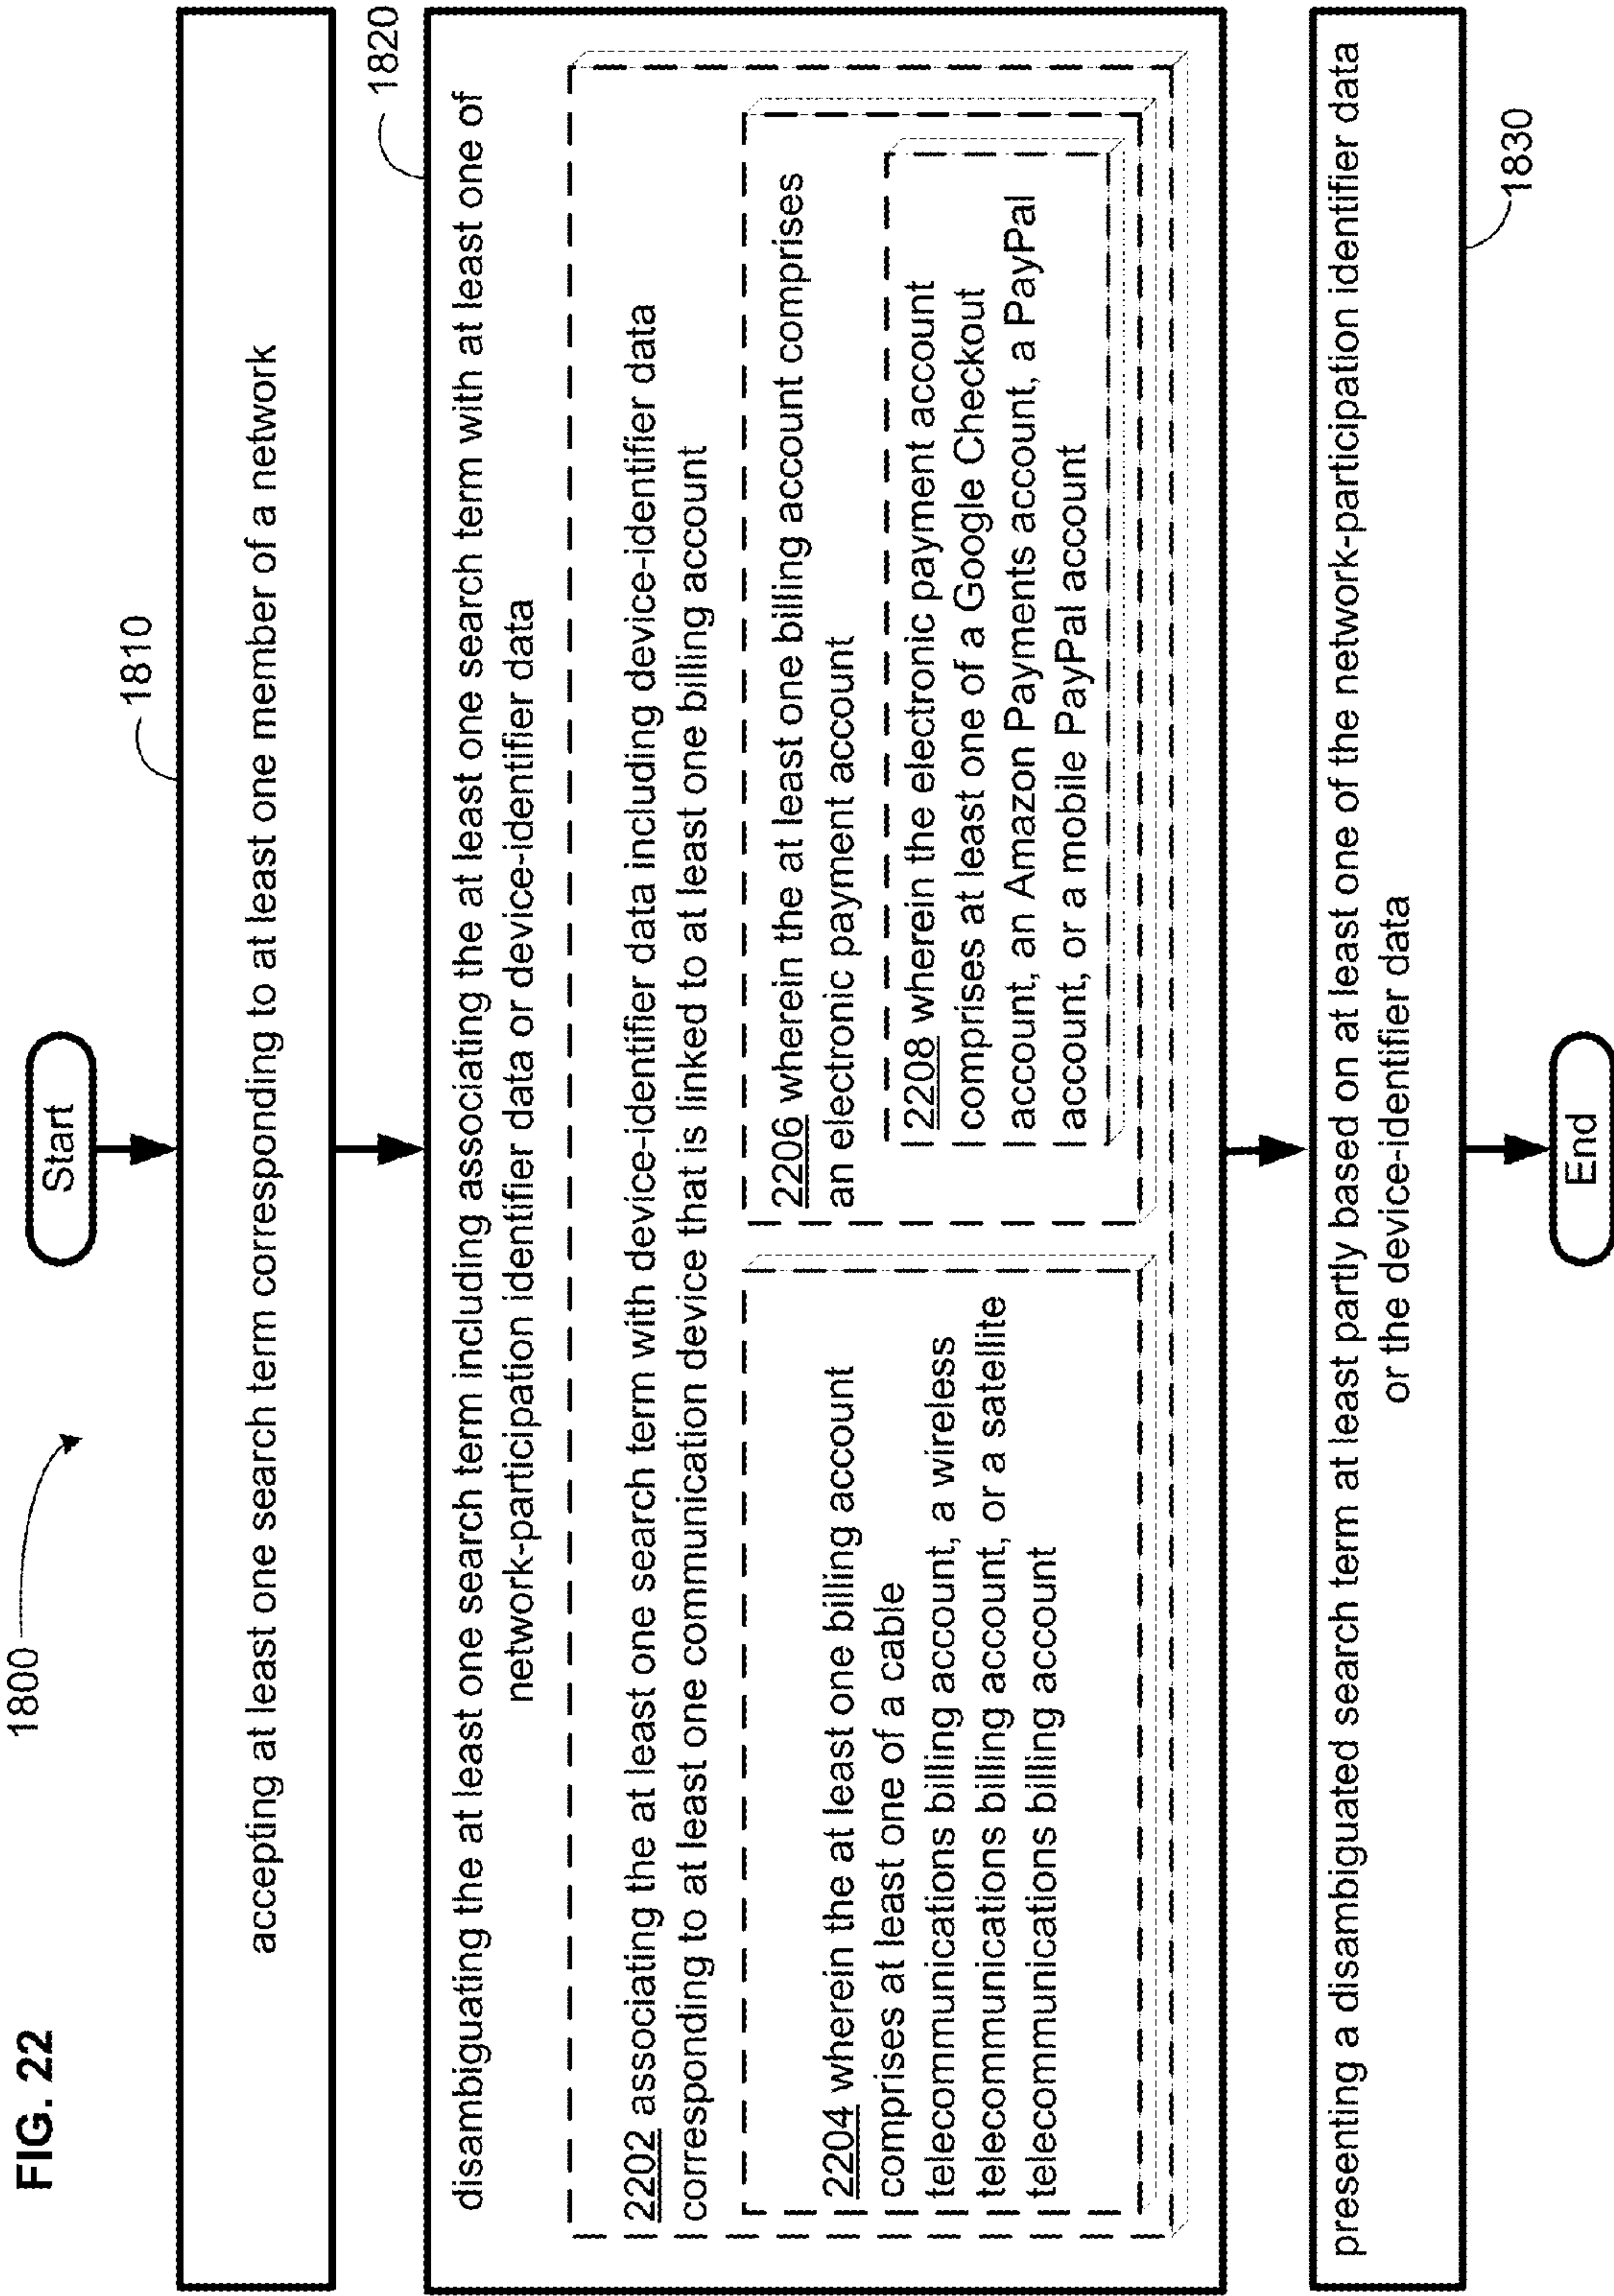 FIG. 22
1800
Start
1810
accepting at least one search term corresponding to at least one member of a network
1820
disambiguating the at least one search term including associating the at least one search term with at least one of
network-participation identifier data or device-identifier data
2202 associating the at least one search term with device-identifier data including device-identifier data
corresponding to at least one communication device that is linked to at least one billing account
2204 wherein the at least one billing account
comprises at least one of a cable
telecommunications billing account, a wireless
telecommunications billing account, or a satellite
telecommunications billing account
2206 wherein the at least one billing account comprises
an electronic payment account
2208 wherein the electronic payment account
comprises at least one of a Google Checkout
account, an Amazon Payments account, a PayPal
account, or a mobile PayPal account
presenting a disambiguated search term at least partly based on at least one of the network-participation identifier data
or the device-identifier data
1830
End